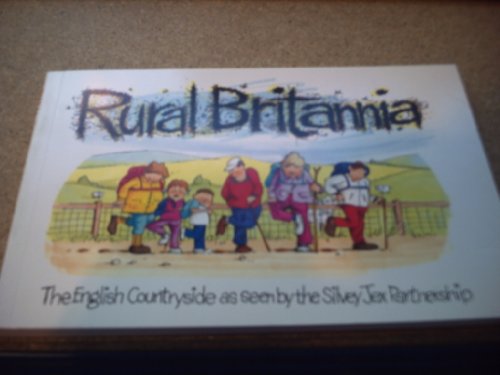 Rural Britannia
The English Countryside as seen by the Silvey Jex Partnership